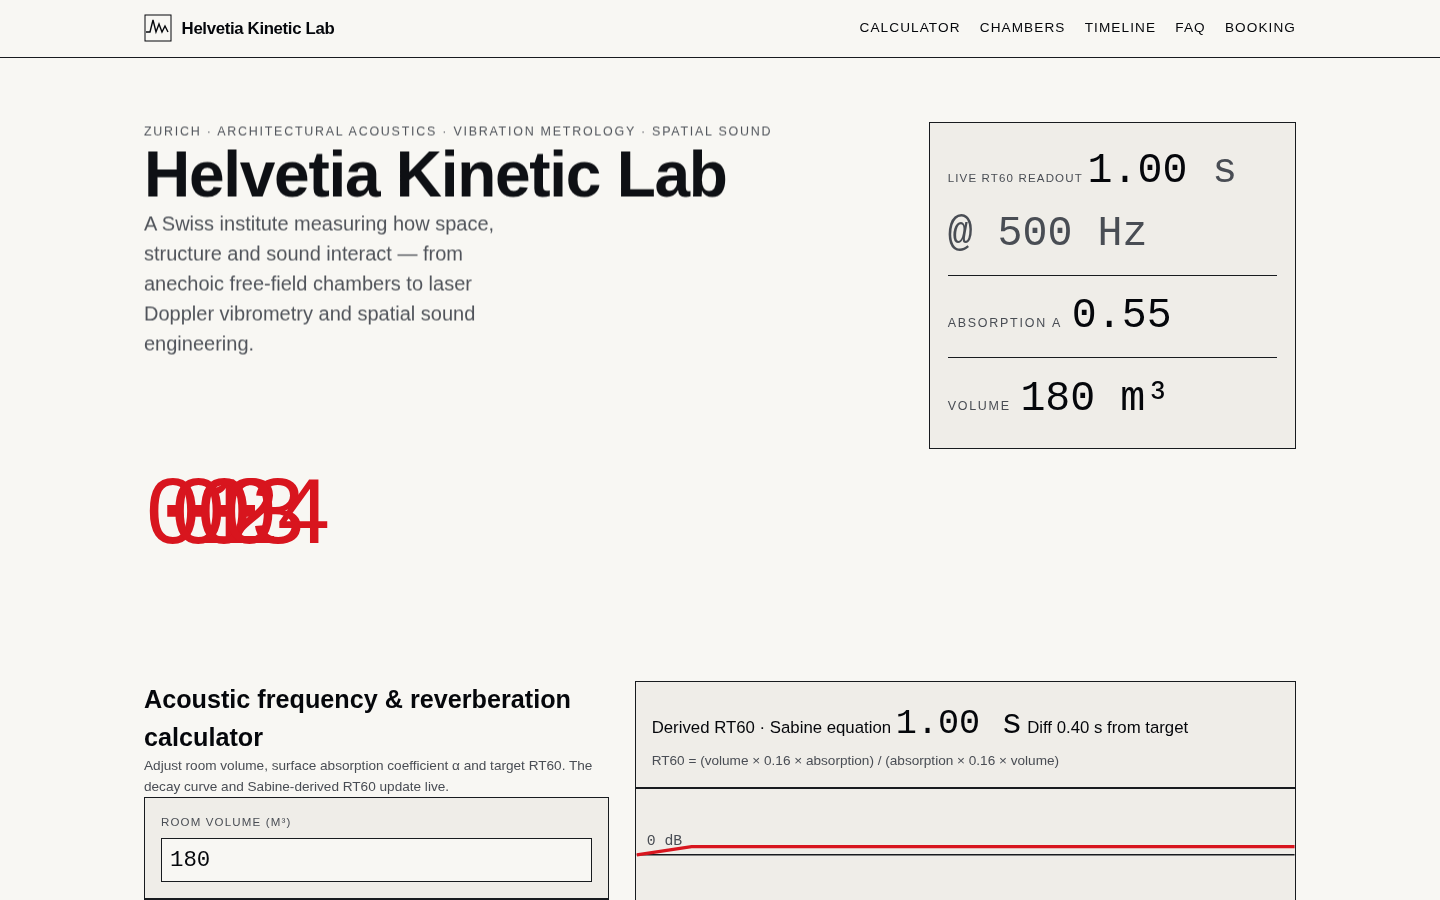 Helvetia Kinetic Lab
CALCULATOR CHAMBERS TIMELINE FAQ BOOKING
ZURICH · ARCHITECTURAL ACOUSTICS · VIBRATION METROLOGY · SPATIAL SOUND
Helvetia Kinetic Lab
A Swiss institute measuring how space,
structure and sound interact — from
anechoic free-field chambers to laser
Doppler vibrometry and spatial sound
engineering.
LIVE RT60 READOUT 1.00 s
@ 500 Hz
ABSORPTION Α 0.55
VOLUME 180 m³
Acoustic frequency & reverberation
calculator
Adjust room volume, surface absorption coefficient α and target RT60. The
decay curve and Sabine-derived RT60 update live.
ROOM VOLUME (M³)
180
Derived RT60 · Sabine equation 1.00 s Diff 0.40 s from target
RT60 = (volume × 0.16 × absorption) / (absorption × 0.16 × volume)
0 dB